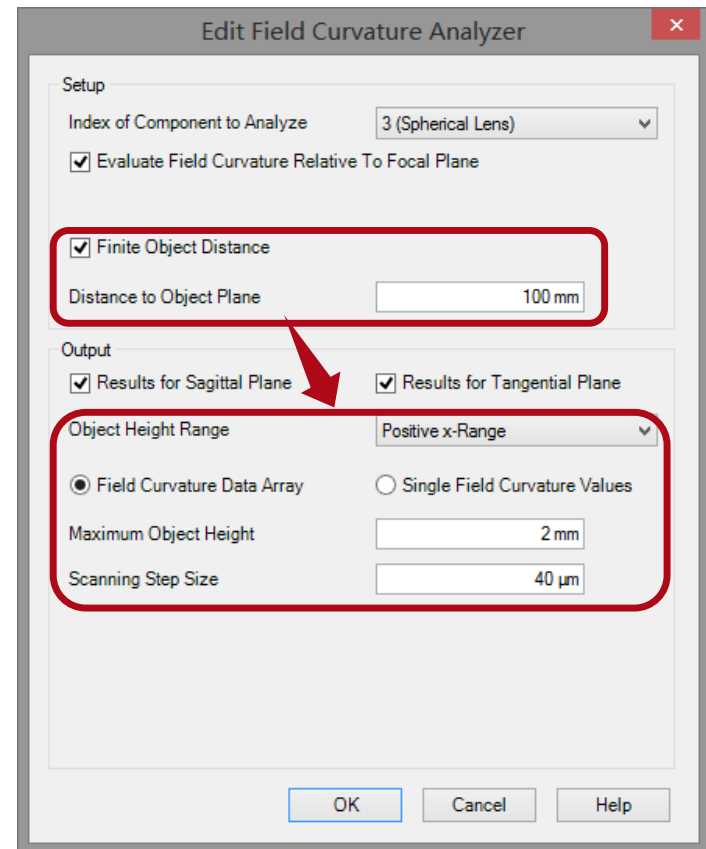 Edit Field Curvature Analyzer
Setup
Index of Component to Analyze 3 (Spherical Lens)
Evaluate Field Curvature Relative To Focal Plane
Finite Object Distance
Distance to Object Plane 100 mm
Output
Results for Sagittal Plane Results for Tangential Plane
Object Height Range Positive x-Range
Field Curvature Data Array Single Field Curvature Values
Maximum Object Height 2 mm
Scanning Step Size 40 µm
OK Cancel Help